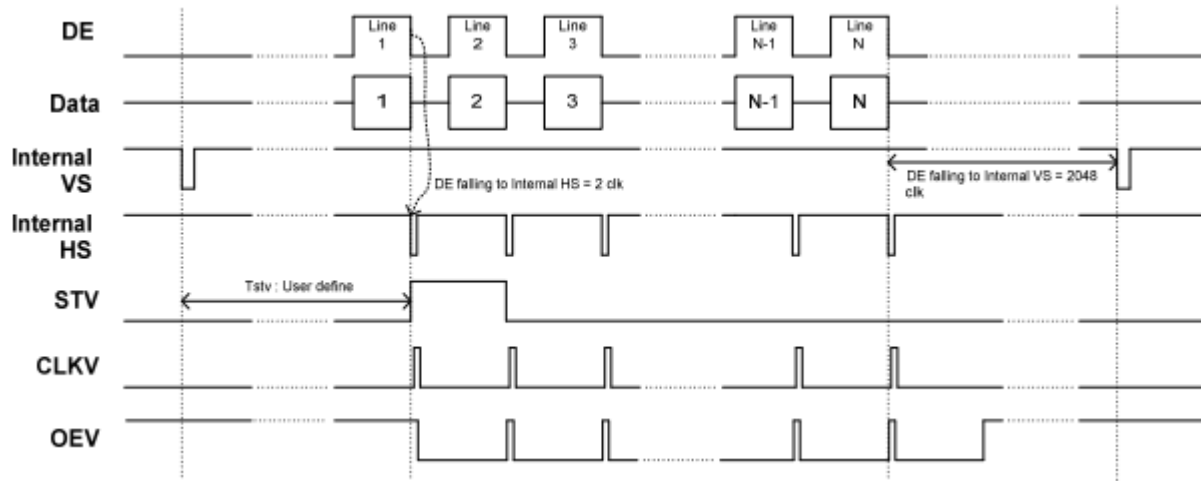 DE
Line
1
Line
2
Line
3
Line
N-1
Line
N
Data
1
2
3
N-1
N
Internal
VS
DE falling to Internal HS = 2 clk
DE falling to Internal VS = 2048
clk
Internal
HS
Tstv : User define
STV
CLKV
OEV